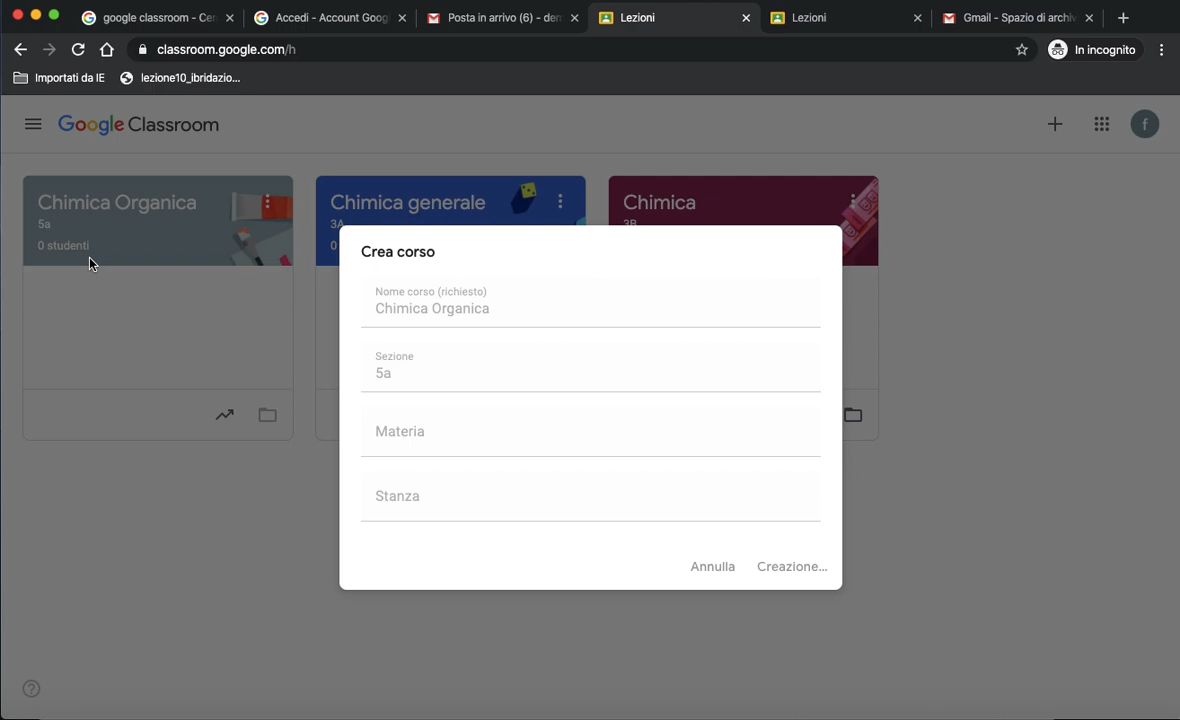 google classroom - Cen
Accedi - Account Goog
Posta in arrivo (6) - den
Lezioni
Lezioni
Gmail - Spazio di archiv
classroom.google.com/h
In incognito
Importati da IE
lezione10_ibridazio...
Google Classroom
f
Chimica Organica
5a
0 studenti
Chimica generale
3A
0
Chimica
3B
Crea corso
Nome corso (richiesto)
Chimica Organica
Sezione
5a
Materia
Stanza
Annulla
Creazione...